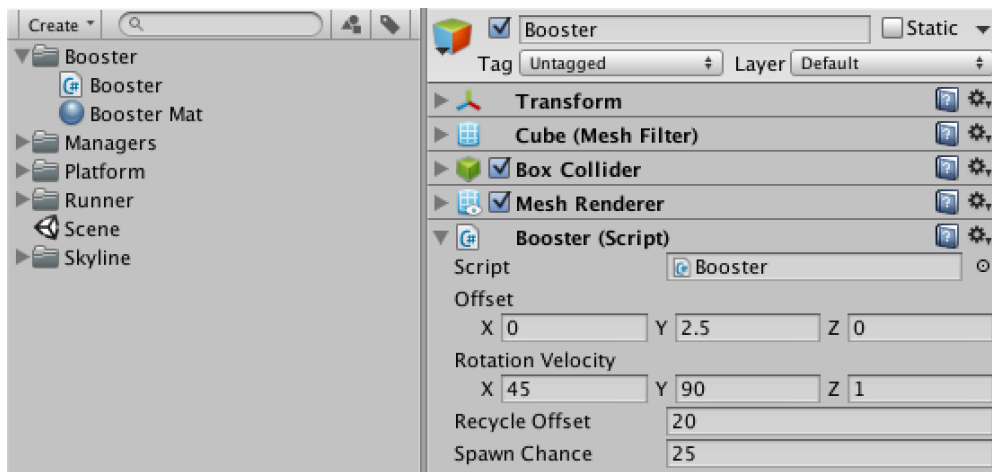 Create
Booster
Booster
Booster Mat
Managers
Platform
Runner
Scene
Skyline
Booster Static
Tag Untagged Layer Default
Transform
Cube (Mesh Filter)
Box Collider
Mesh Renderer
Booster (Script)
Script Booster
Offset
X 0 Y 2.5 Z 0
Rotation Velocity
X 45 Y 90 Z 1
Recycle Offset 20
Spawn Chance 25